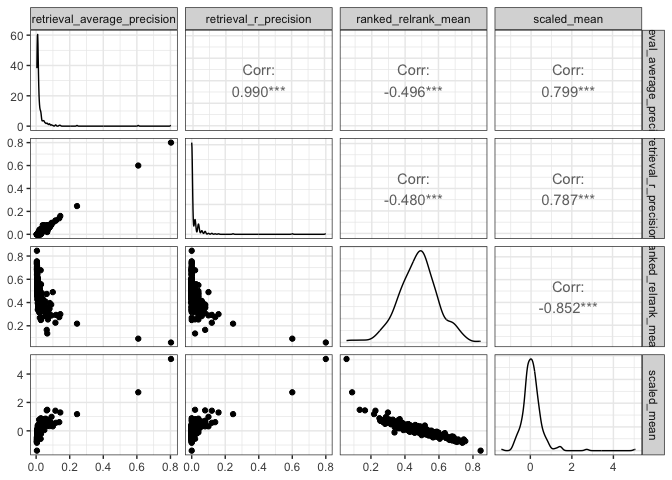 retrieval_average_precision retrieval_r_precision ranked_relrank_mean scaled_mean
60
40
20
0
Corr:
0.990***
Corr:
-0.496***
Corr:
0.799***
0.8
0.6
0.4
0.2
0.0
Corr:
-0.480***
Corr:
0.787***
0.8
0.6
0.4
0.2
Corr:
-0.852***
4
2
0
scaled_mean
0.0 0.2 0.4 0.6 0.8 0.0 0.2 0.4 0.6 0.8 0.2 0.4 0.6 0.8 0 2 4